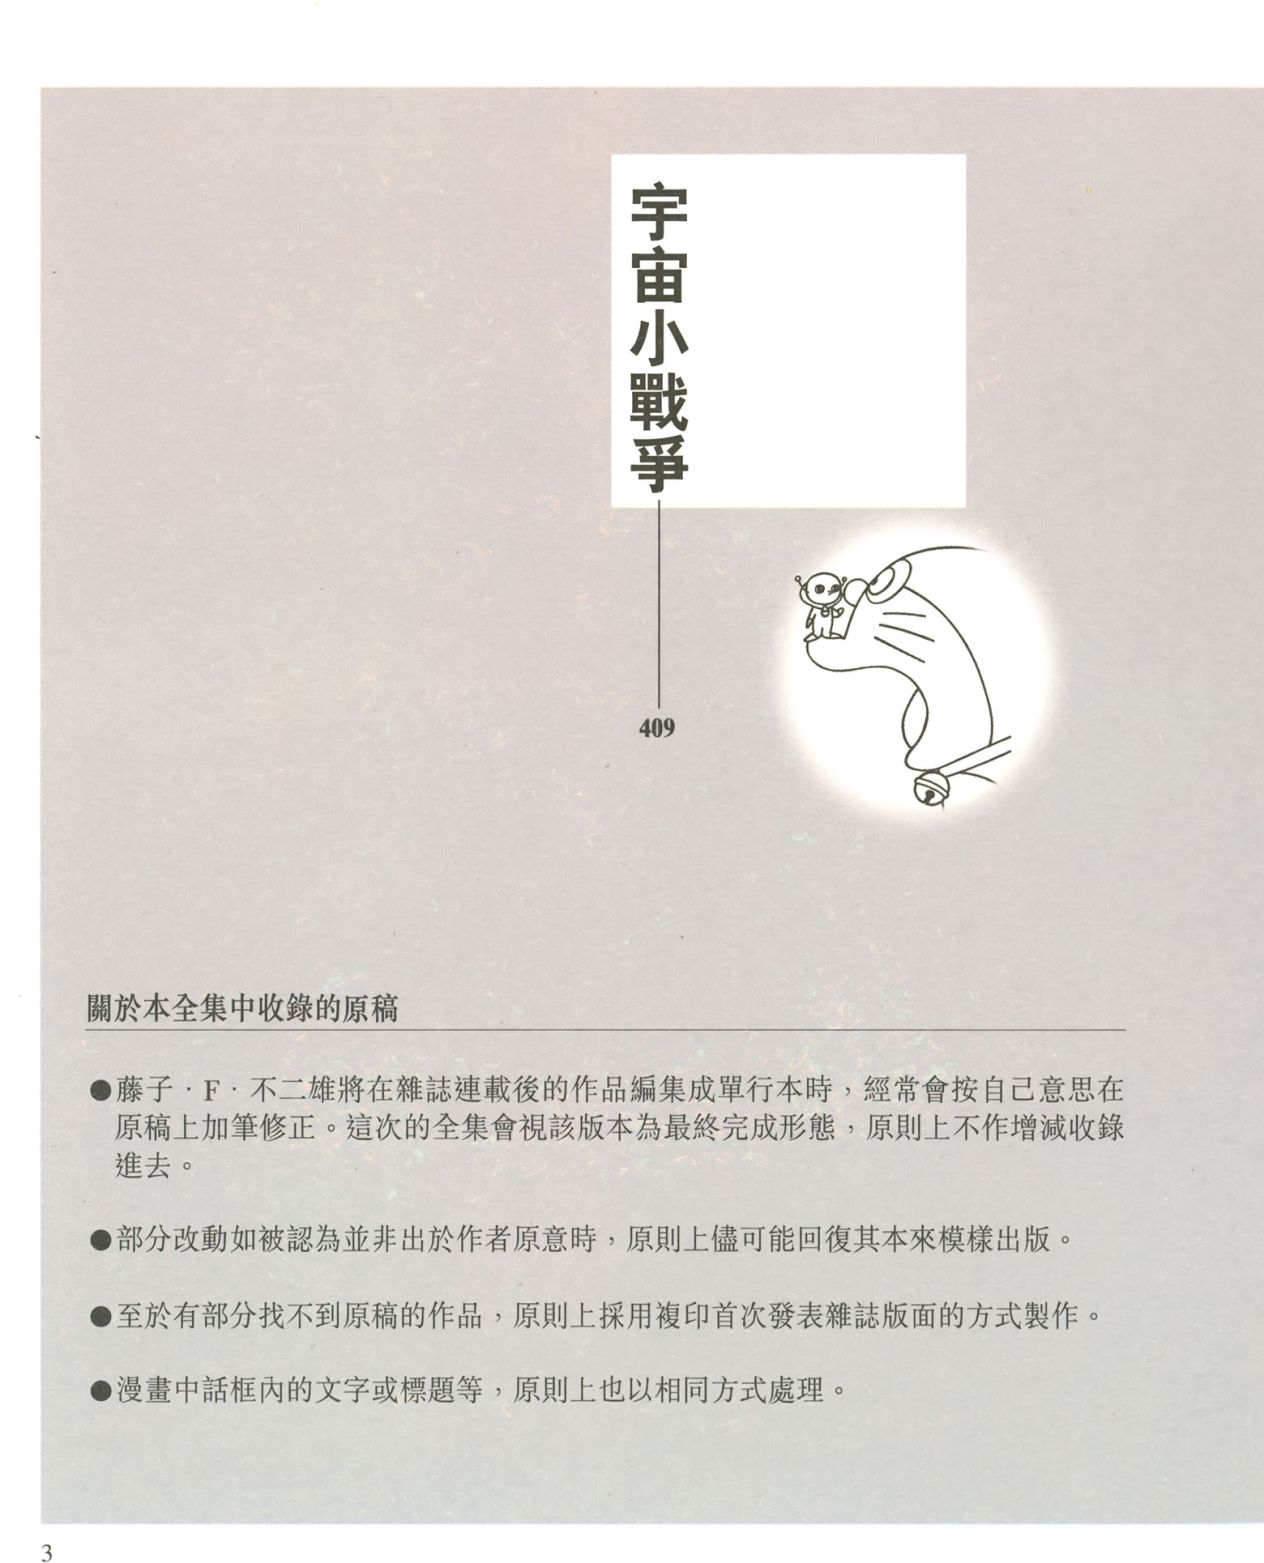 宇宙小戰爭
409
關於本全集中收錄的原稿
●藤子．F．不二雄將在雜誌連載後的作品編集成單行本時，經常會按自己意思在
原稿上加筆修正。這次的全集會視該版本為最終完成形態，原則上不作增減收錄
進去。
●部分改動如被認為並非出於作者原意時，原則上儘可能回復其本來模樣出版。
●至於有部分找不到原稿的作品，原則上採用複印首次發表雜誌版面的方式製作。
●漫畫中話框內的文字或標題等，原則上也以相同方式處理。
3